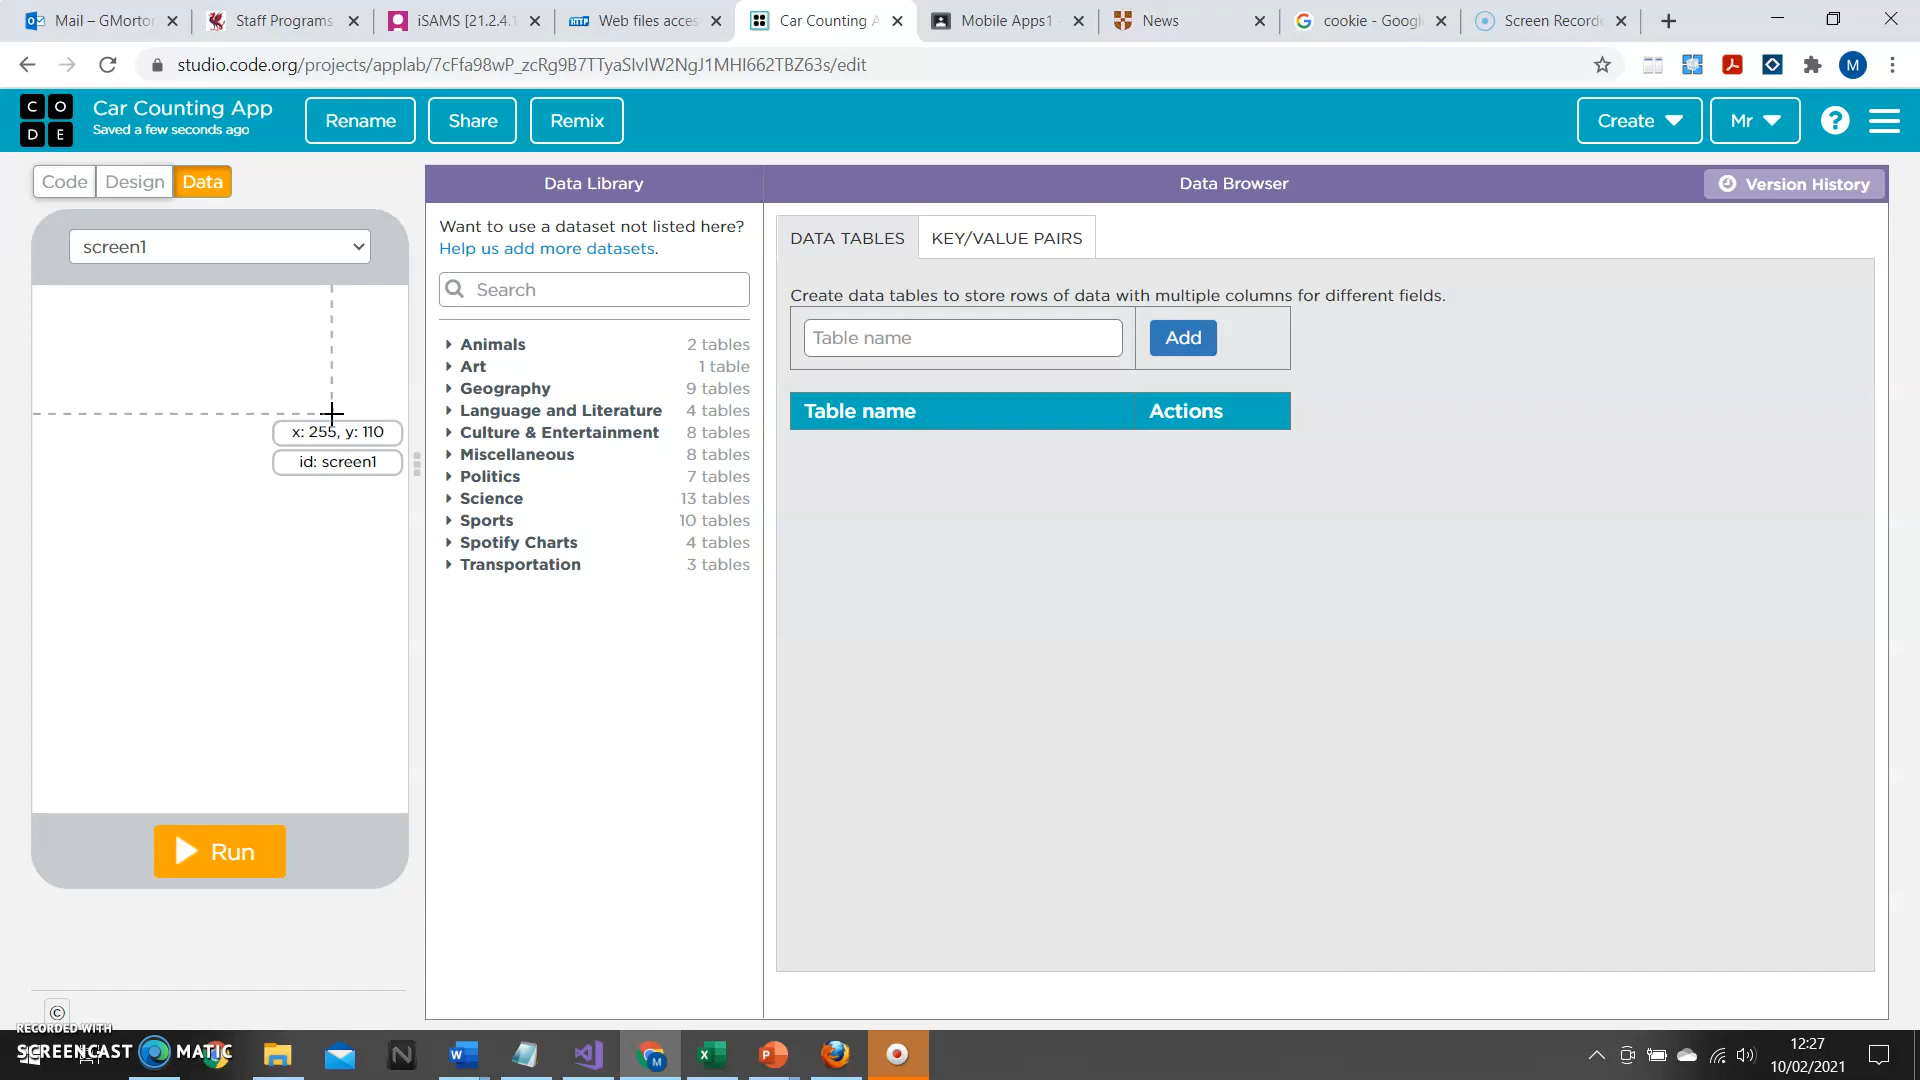 Mail – GMortor
Staff Programs
iSAMS [21.2.4.
Web files acces
Car Counting A
Mobile Apps1
News
cookie - Googl
Screen Record
studio.code.org/projects/applab/7cFfa98wP_zcRg9B7TTyaSlvIW2NgJ1MHI662TBZ63s/edit
M
C O
D E
Car Counting App
Saved a few seconds ago
Rename
Share
Remix
Create
Mr
?
Code
Design
Data
Data Library
Data Browser
Version History
screen1
x: 255, y: 110
id: screen1
Run
Want to use a dataset not listed here?
Help us add more datasets.
Search
Animals 2 tables
Art 1 table
Geography 9 tables
Language and Literature 4 tables
Culture & Entertainment 8 tables
Miscellaneous 8 tables
Politics 7 tables
Science 13 tables
Sports 10 tables
Spotify Charts 4 tables
Transportation 3 tables
DATA TABLES
KEY/VALUE PAIRS
Create data tables to store rows of data with multiple columns for different fields.
Table name
Add
Table name Actions
©
RECORDED WITH
SCREENCAST MATIC
12:27
10/02/2021